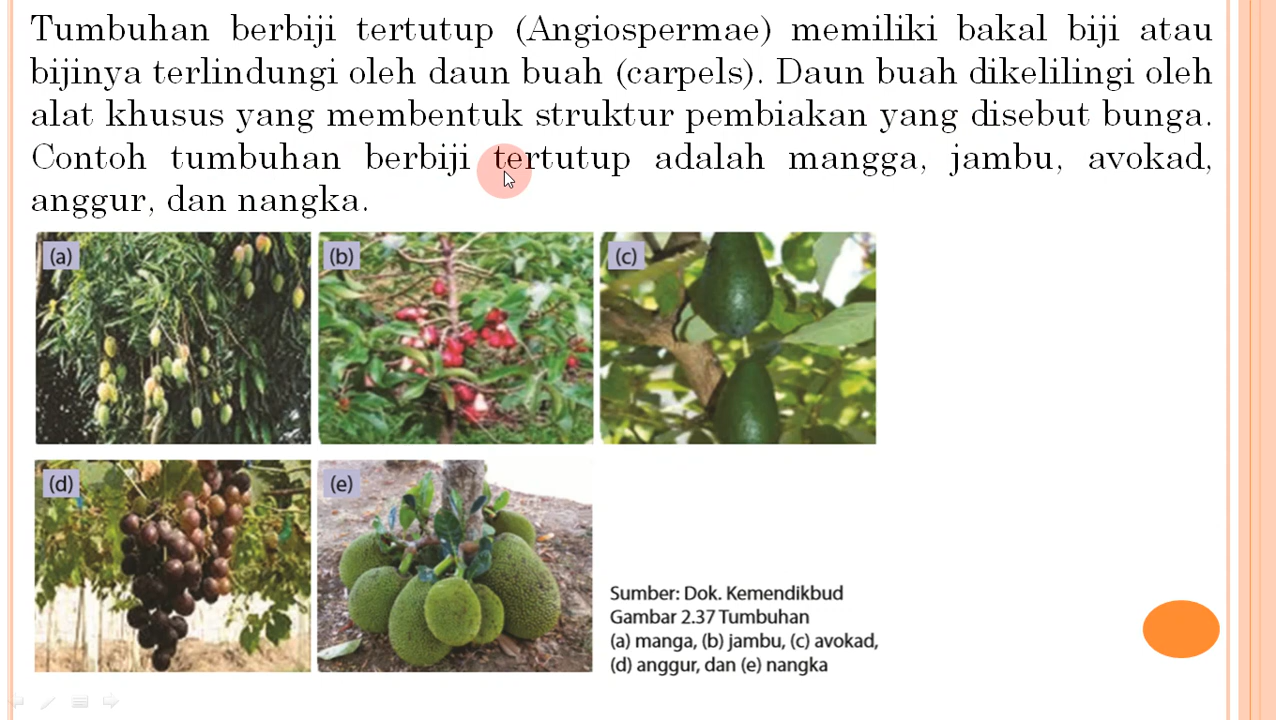 Tumbuhan berbiji tertutup (Angiospermae) memiliki bakal biji atau
bijinya terlindungi oleh daun buah (carpels). Daun buah dikelilingi oleh
alat khusus yang membentuk struktur pembiakan yang disebut bunga.
Contoh tumbuhan berbiji tertutup adalah mangga, jambu, avokad,
anggur, dan nangka.
(a)
(b)
(c)
(d)
(e)
Sumber: Dok. Kemendikbud
Gambar 2.37 Tumbuhan
(a) manga, (b) jambu, (c) avokad,
(d) anggur, dan (e) nangka